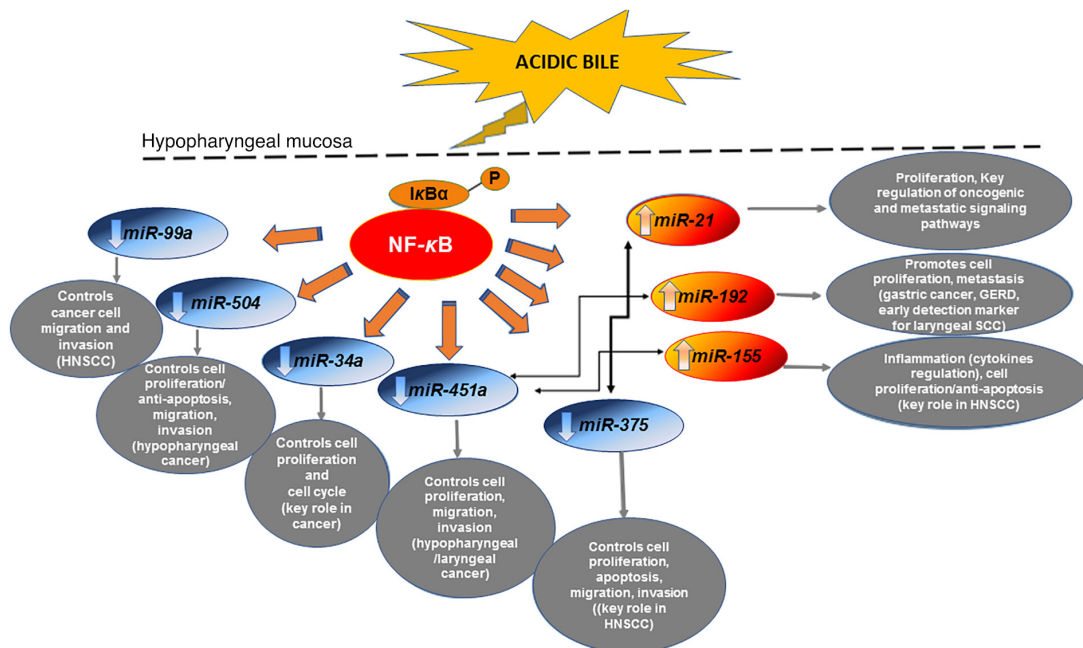 ACIDIC BILE
Hypopharyngeal mucosa
P
IκBα
NF-κB
miR-99a
miR-504
miR-34a
miR-451a
miR-375
miR-21
miR-192
miR-155
Controls
cancer cell
migration and
invasion
(HNSCC)
Controls cell
proliferation/
anti-apoptosis,
migration,
invasion
(hypopharyngeal
cancer)
Controls cell
proliferation
and
cell cycle
(key role in
cancer)
Controls cell
proliferation,
migration,
invasion
(hypopharyngeal
/laryngeal
cancer)
Controls cell
proliferation,
apoptosis,
migration, invasion
((key role in
HNSCC)
Proliferation, Key
regulation of oncogenic
and metastatic signaling
pathways
Promotes cell
proliferation, metastasis
(gastric cancer, GERD,
early detection marker
for laryngeal SCC)
Inflammation (cytokines
regulation), cell
proliferation/anti-apoptosis
(key role in HNSCC)